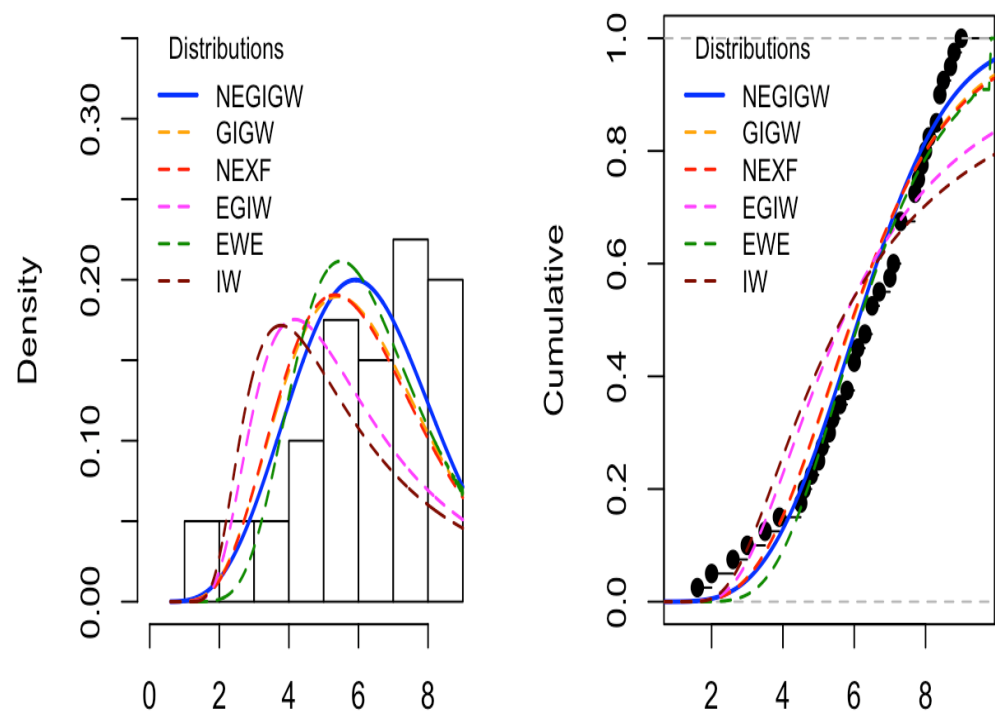 Density
0.00 0.10 0.20 0.30
Distributions
NEGIGW
GIGW
NEXF
EGIW
EWE
IW
0 2 4 6 8
Cumulative
0.0 0.2 0.4 0.6 0.8 1.0
Distributions
NEGIGW
GIGW
NEXF
EGIW
EWE
IW
2 4 6 8